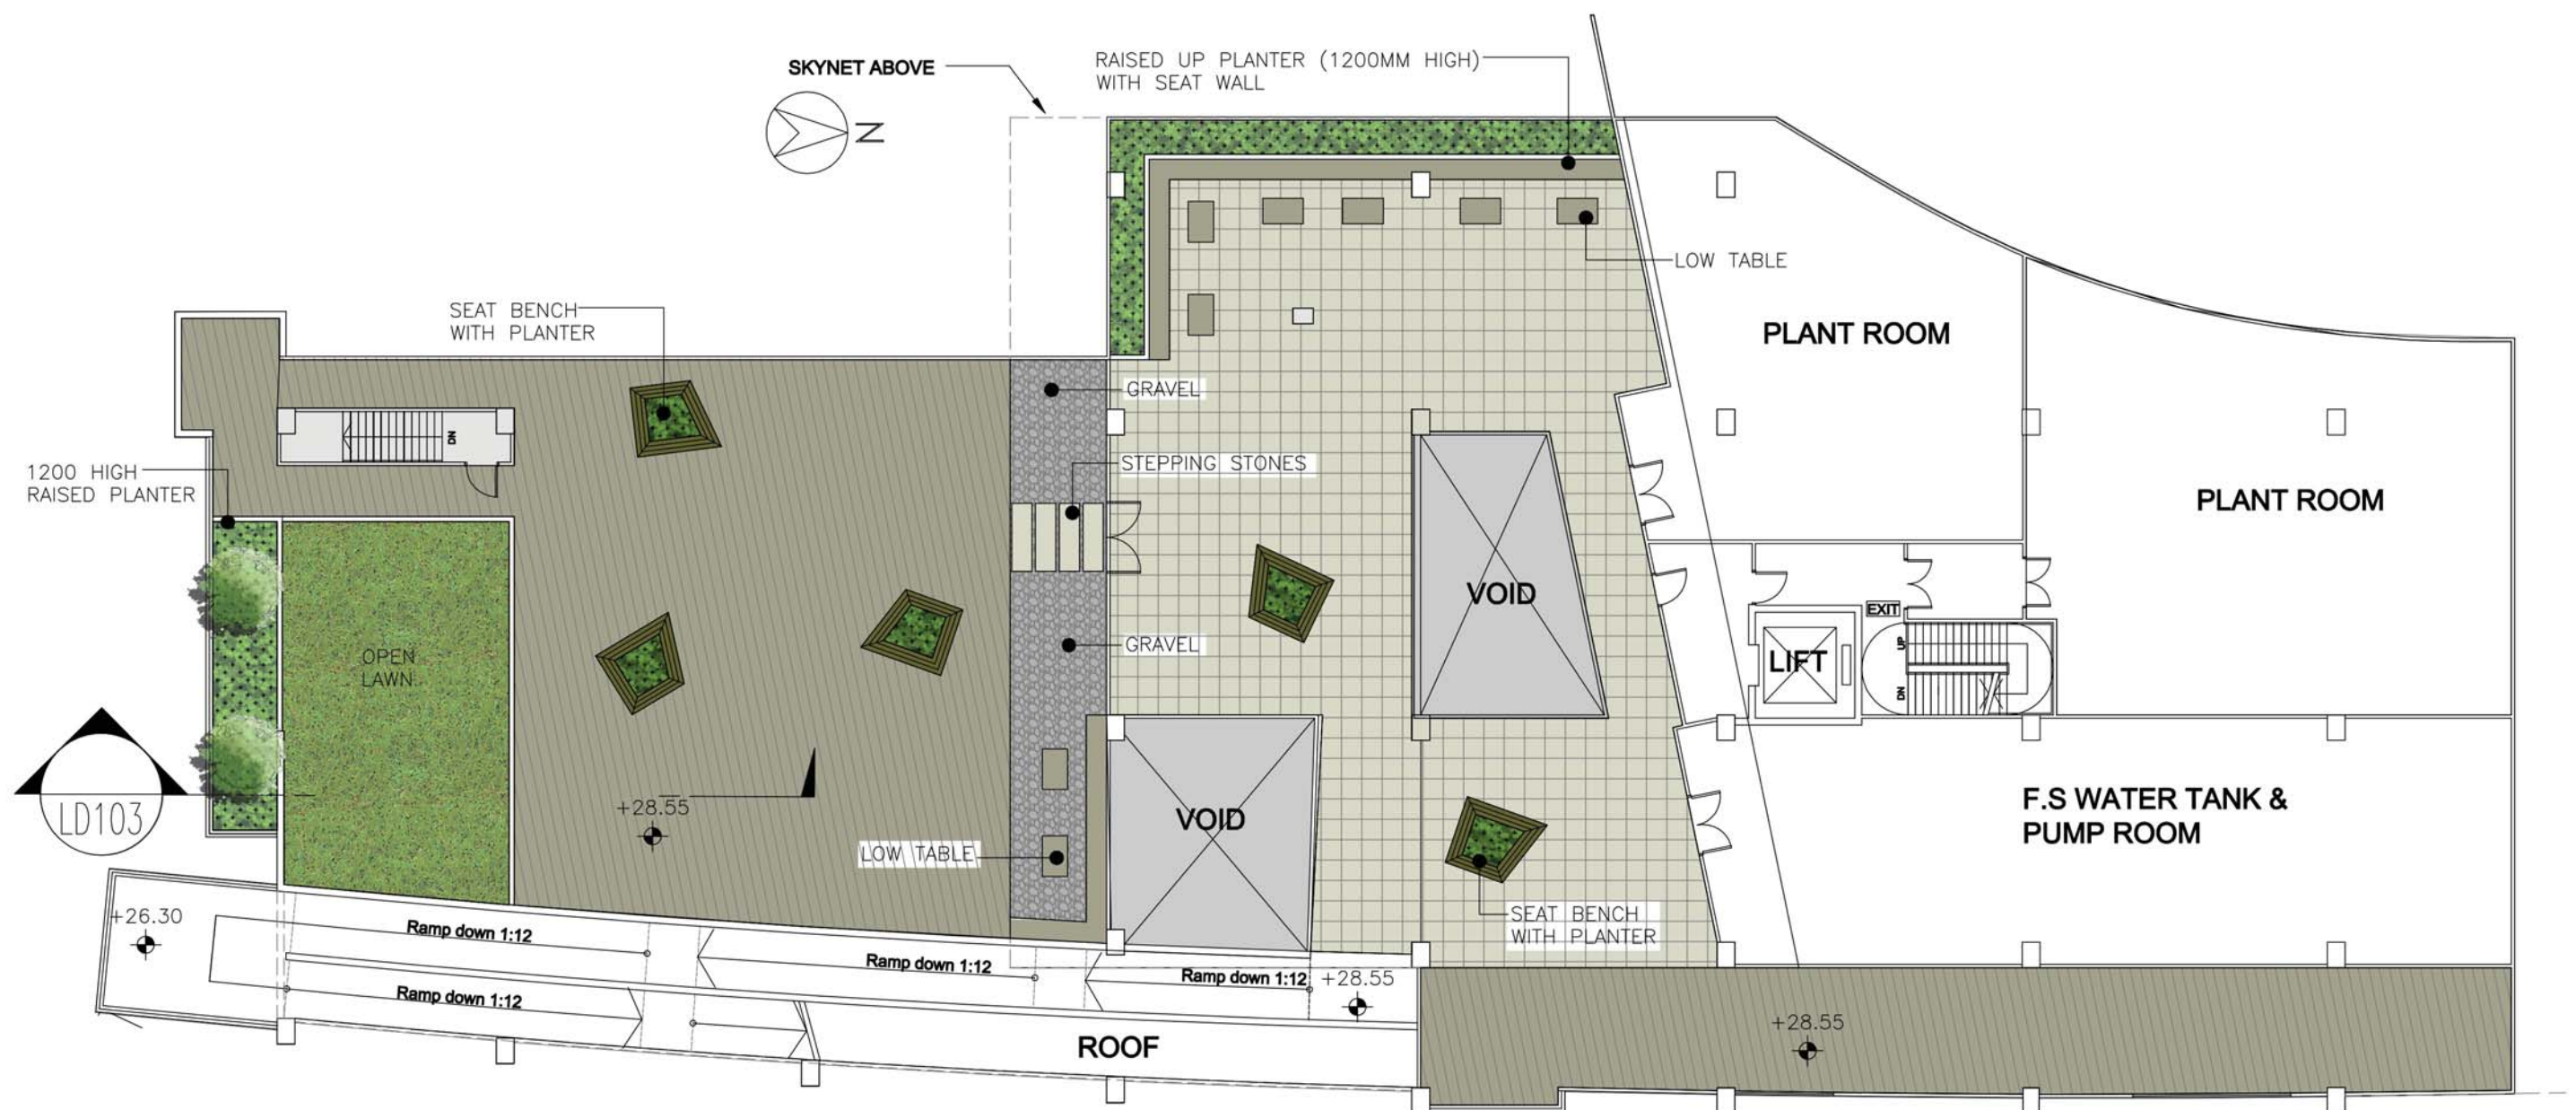 SKYNET ABOVE
N
RAISED UP PLANTER (1200MM HIGH)
WITH SEAT WALL
LOW TABLE
SEAT BENCH
WITH PLANTER
PLANT ROOM
GRAVEL
DN
STEPPING STONES
1200 HIGH
RAISED PLANTER
PLANT ROOM
VOID
EXIT
GRAVEL
UP
OPEN
LAWN
LIFT
DN
+28.55
VOID
F.S WATER TANK &
PUMP ROOM
LD103
LOW TABLE
+26.30
SEAT BENCH
WITH PLANTER
Ramp down 1:12
Ramp down 1:12
Ramp down 1:12
+28.55
Ramp down 1:12
ROOF
+28.55